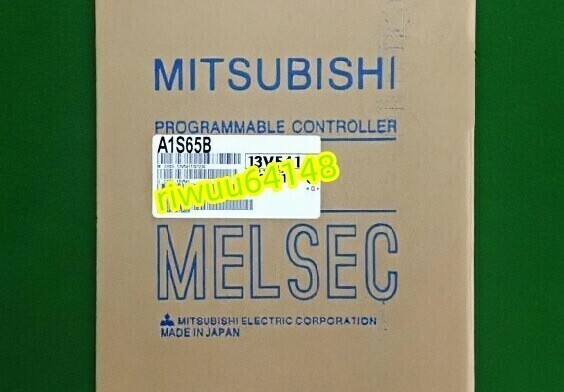 MITSUBISHI
PROGRAMMABLE CONTROLLER
A1S65B
riwuu64148
MELSEC
MITSUBISHI ELECTRIC CORPORATION
MADE IN JAPAN